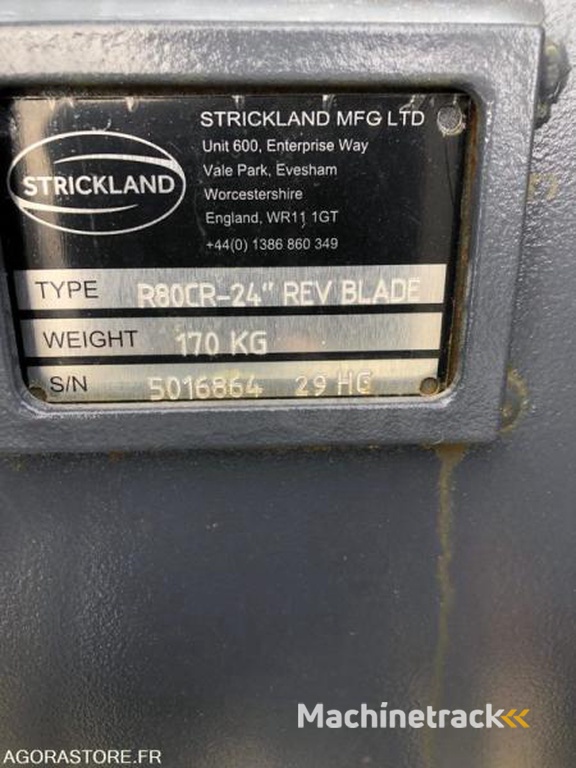 STRICKLAND
STRICKLAND MFG LTD
Unit 600, Enterprise Way
Vale Park, Evesham
Worcestershire
England, WR11 1GT
+44(0) 1386 860 349
TYPE R80CR-24" REV BLADE
WEIGHT 170 KG
S/N 5016864 29 HG
Machinetrack
AGORASTORE.FR